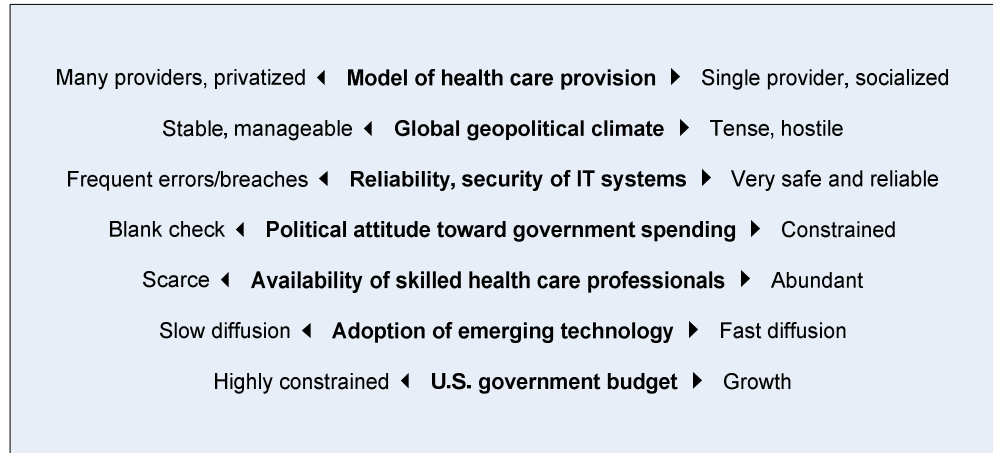 Many providers, privatized ◄ Model of health care provision ► Single provider, socialized
Stable, manageable ◄ Global geopolitical climate ► Tense, hostile
Frequent errors/breaches ◄ Reliability, security of IT systems ► Very safe and reliable
Blank check ◄ Political attitude toward government spending ► Constrained
Scarce ◄ Availability of skilled health care professionals ► Abundant
Slow diffusion ◄ Adoption of emerging technology ► Fast diffusion
Highly constrained ◄ U.S. government budget ► Growth